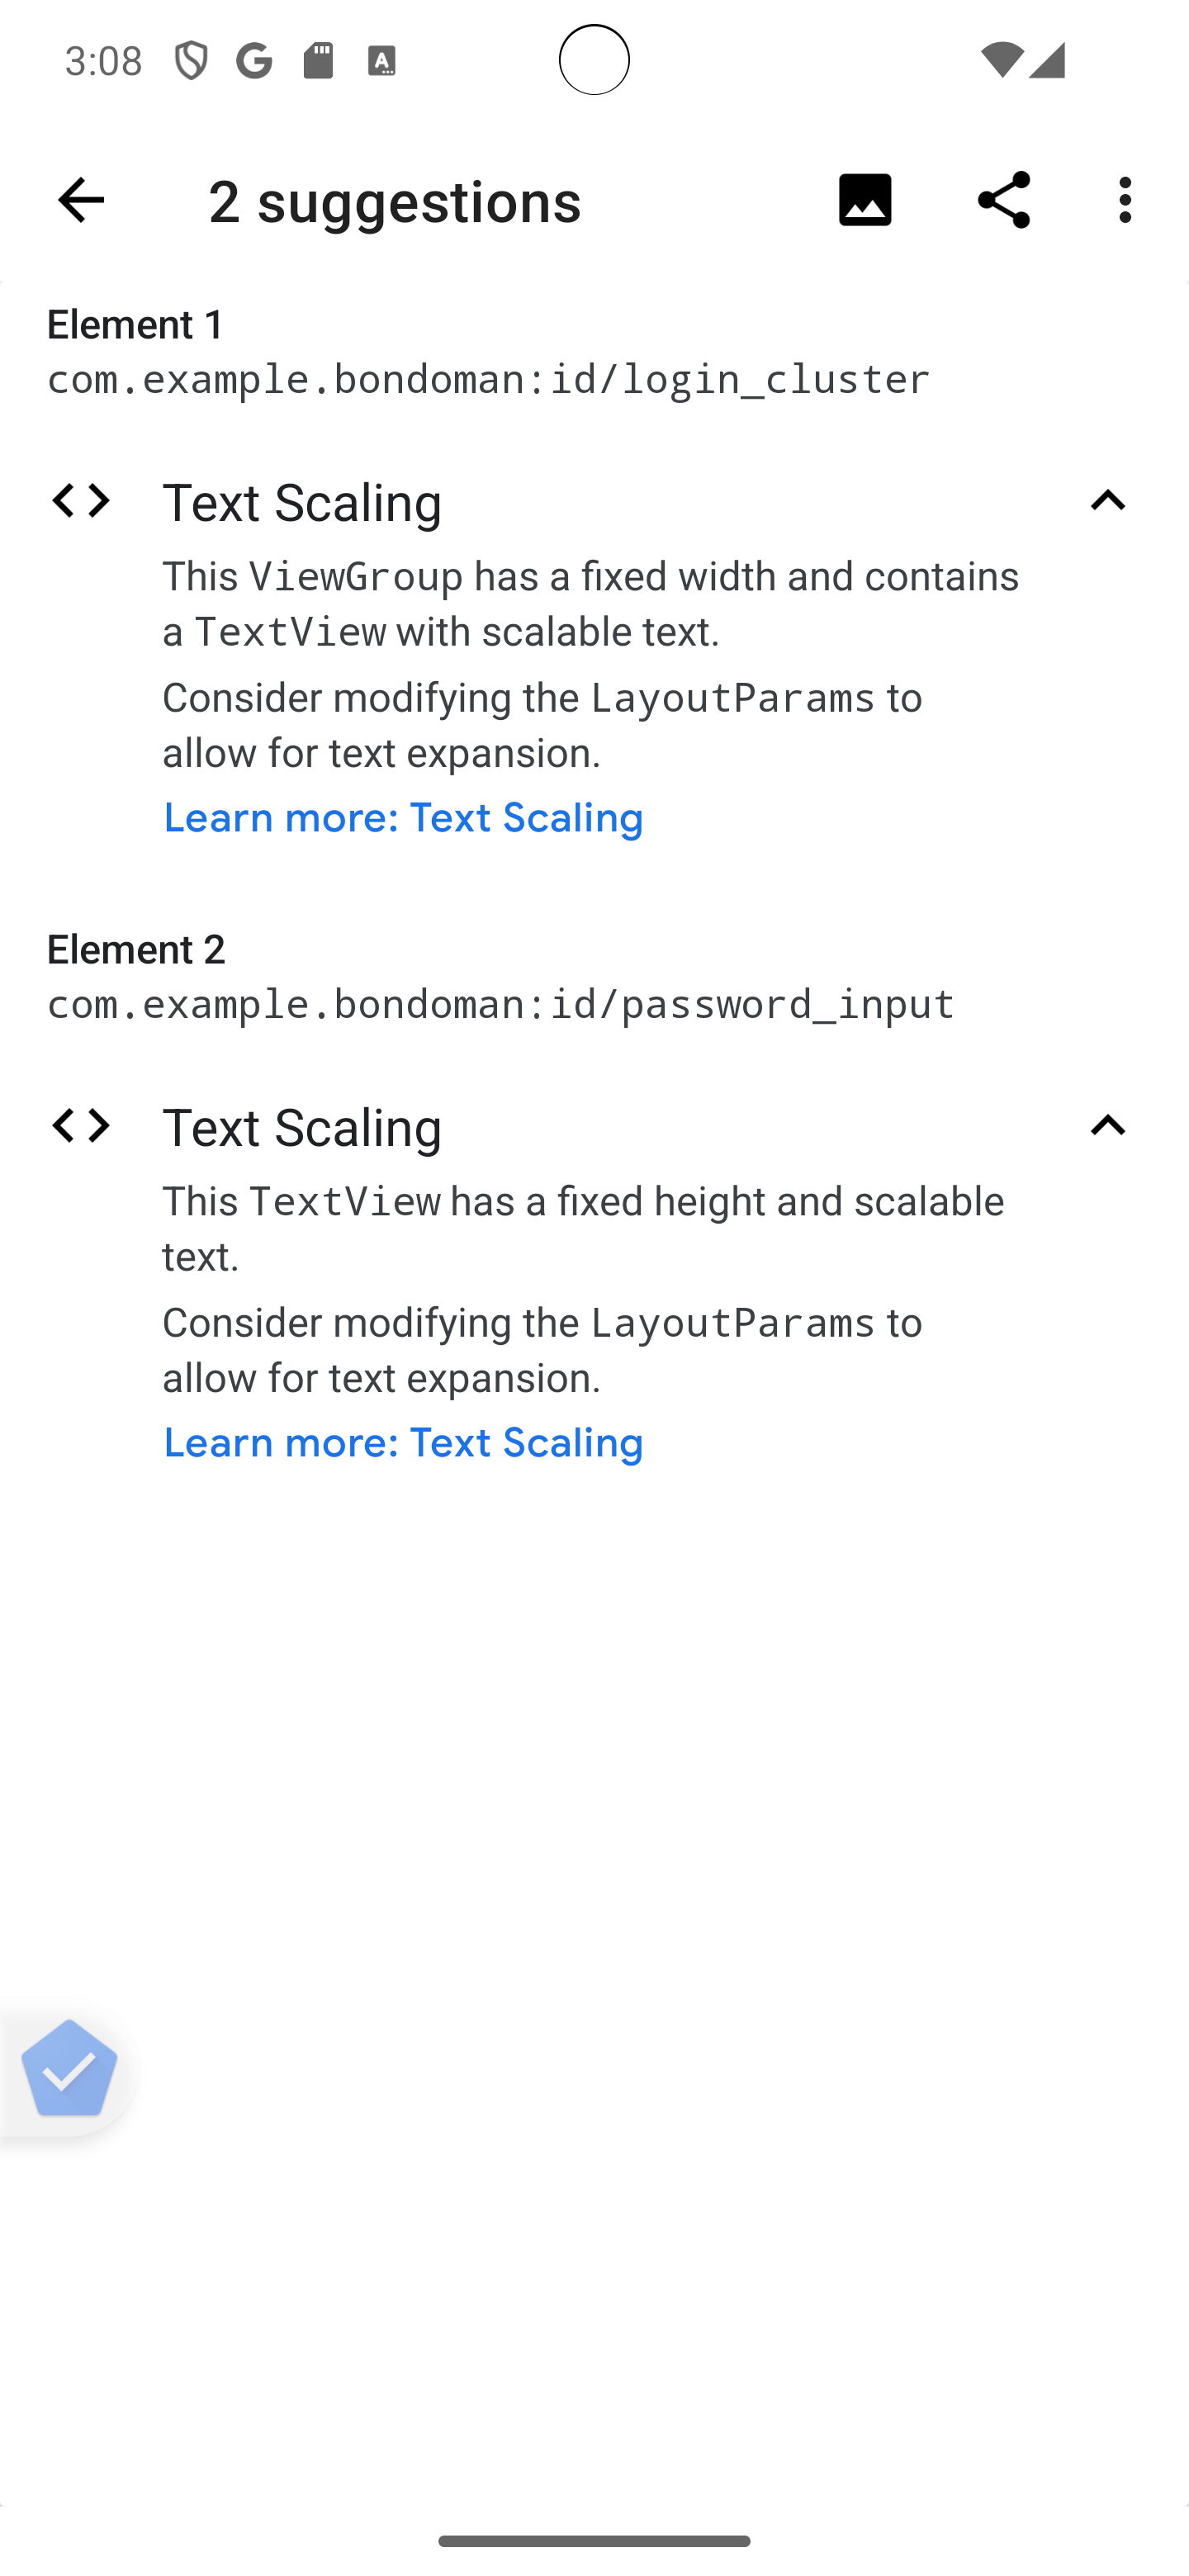 3:08
2 suggestions
Element 1
com.example.bondoman:id/login_cluster
Text Scaling
This ViewGroup has a fixed width and contains
a TextView with scalable text.
Consider modifying the LayoutParams to
allow for text expansion.
Learn more: Text Scaling
Element 2
com.example.bondoman:id/password_input
Text Scaling
This TextView has a fixed height and scalable
text.
Consider modifying the LayoutParams to
allow for text expansion.
Learn more: Text Scaling